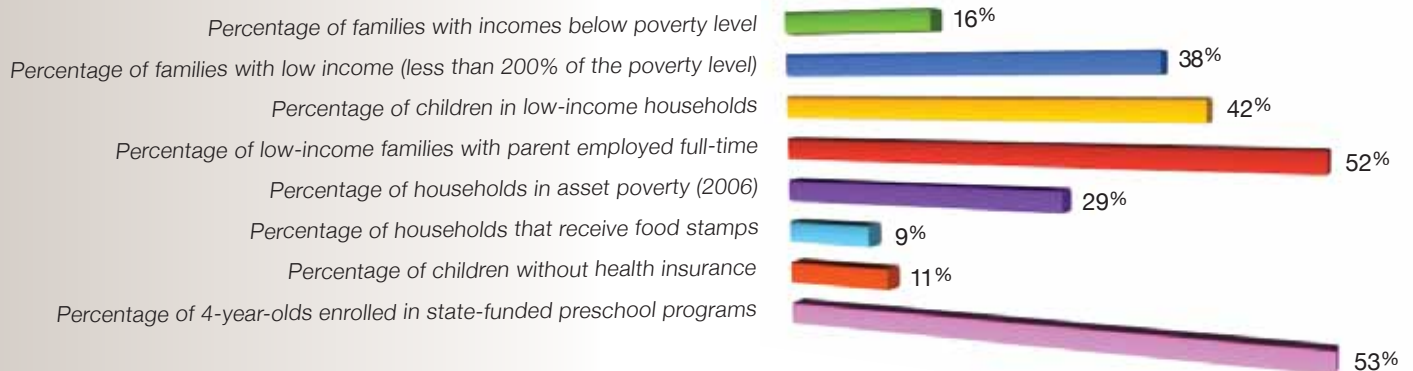 Percentage of families with incomes below poverty level 16%
Percentage of families with low income (less than 200% of the poverty level) 38%
Percentage of children in low-income households 42%
Percentage of low-income families with parent employed full-time 52%
Percentage of households in asset poverty (2006) 29%
Percentage of households that receive food stamps 9%
Percentage of children without health insurance 11%
Percentage of 4-year-olds enrolled in state-funded preschool programs 53%